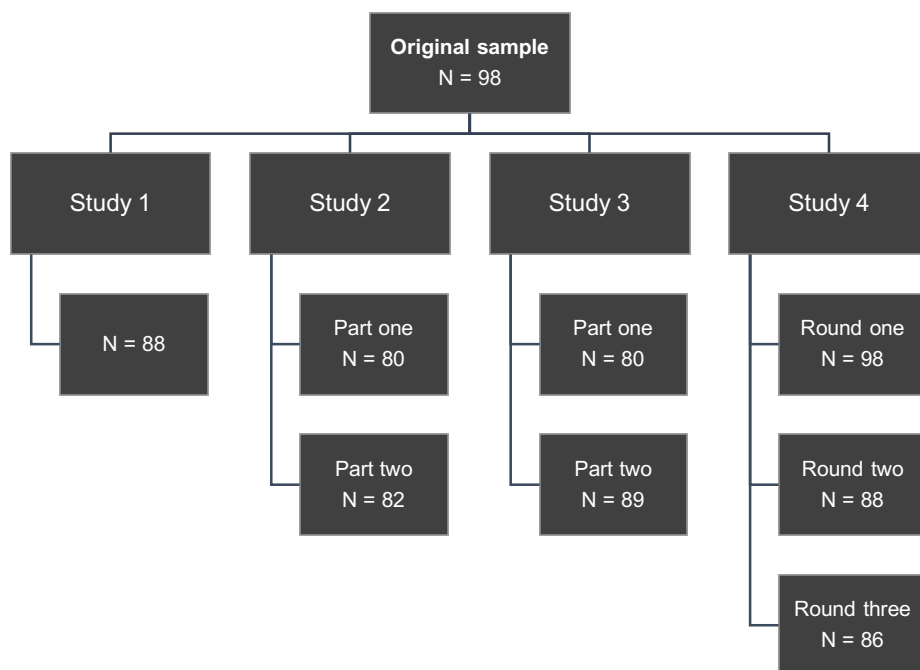 Original sample
N = 98
Study 1
Study 2
Study 3
Study 4
N = 88
Part one
N = 80
Part one
N = 80
Round one
N = 98
Part two
N = 82
Part two
N = 89
Round two
N = 88
Round three
N = 86